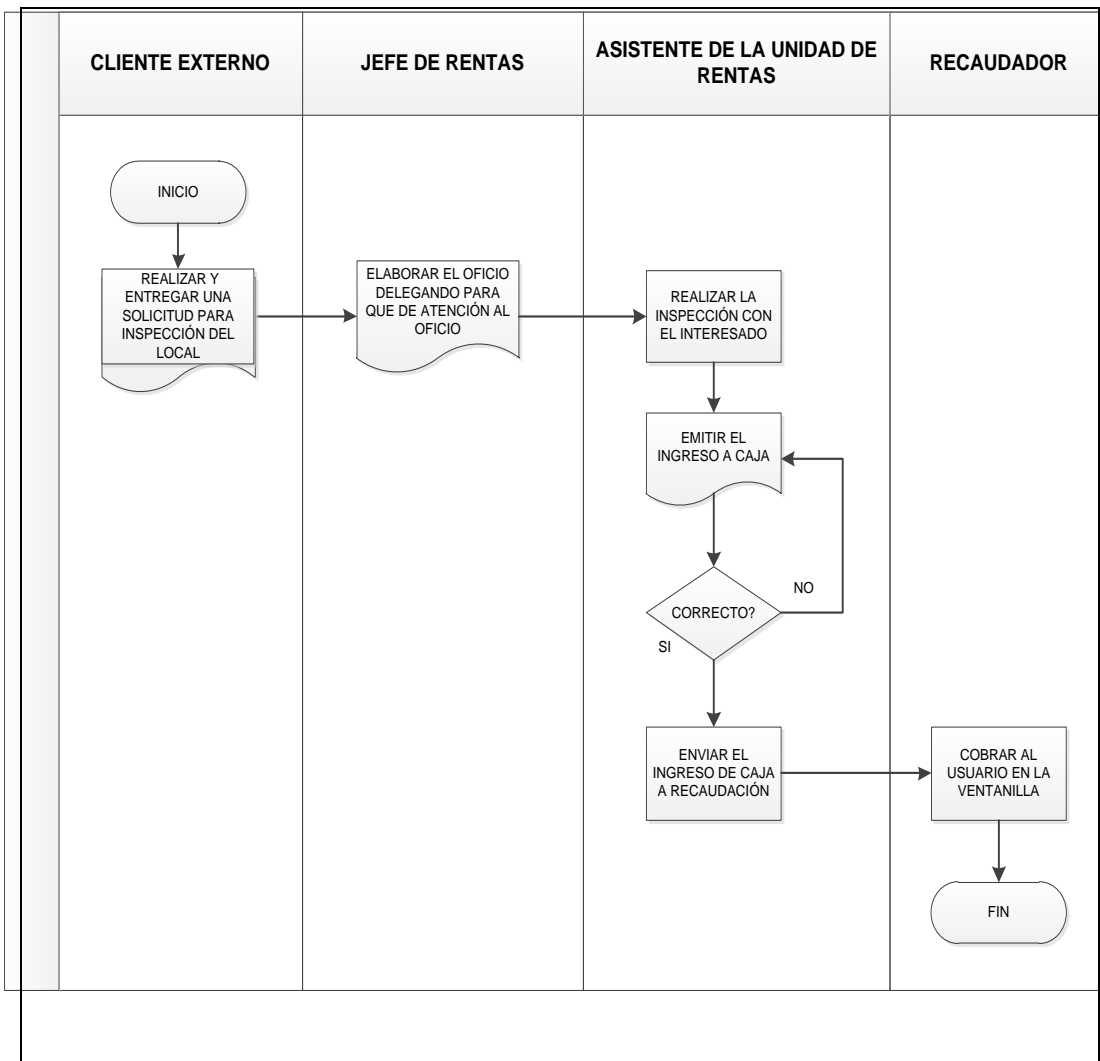 CLIENTE EXTERNO
JEFE DE RENTAS
ASISTENTE DE LA UNIDAD DE
RENTAS
RECAUDADOR
INICIO
REALIZAR Y
ENTREGAR UNA
SOLICITUD PARA
INSPECCIÓN DEL
LOCAL
ELABORAR EL OFICIO
DELEGANDO PARA
QUE DE ATENCIÓN AL
OFICIO
REALIZAR LA
INSPECCIÓN CON
EL INTERESADO
EMITIR EL
INGRESO A CAJA
CORRECTO?
NO
SI
ENVIAR EL
INGRESO DE CAJA
A RECAUDACIÓN
COBRAR AL
USUARIO EN LA
VENTANILLA
FIN